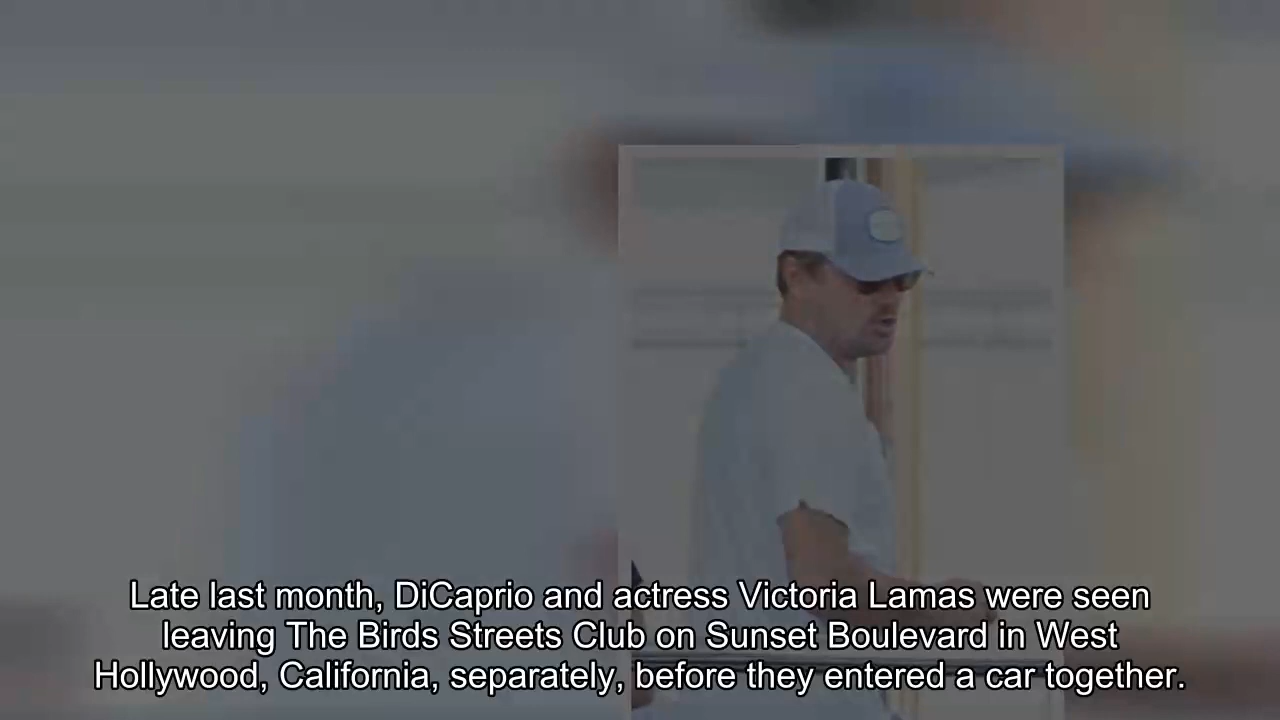 Late last month, DiCaprio and actress Victoria Lamas were seen
leaving The Birds Streets Club on Sunset Boulevard in West
Hollywood, California, separately, before they entered a car together.